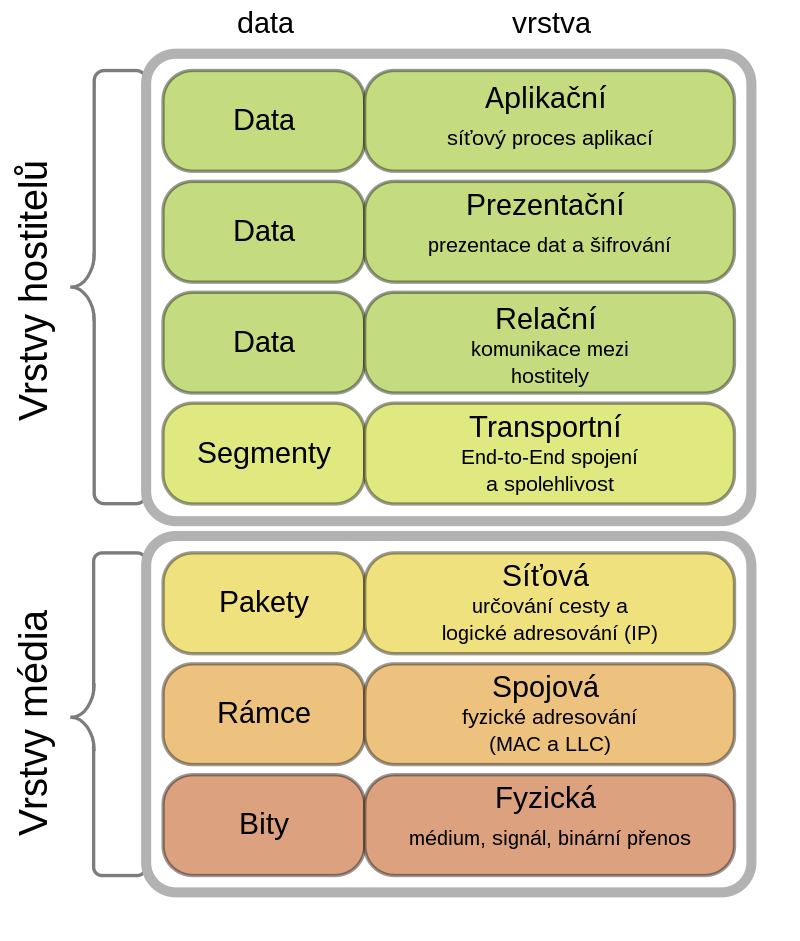 data
vrstva
Vrstvy hostitelů
Data
Aplikační
síťový proces aplikací
Data
Prezentační
prezentace dat a šifrování
Data
Relační
komunikace mezi
hostitely
Segmenty
Transportní
End-to-End spojení
a spolehlivost
Vrstvy média
Pakety
Síťová
určování cesty a
logické adresování (IP)
Rámce
Spojová
fyzické adresování
(MAC a LLC)
Bity
Fyzická
médium, signál, binární přenos